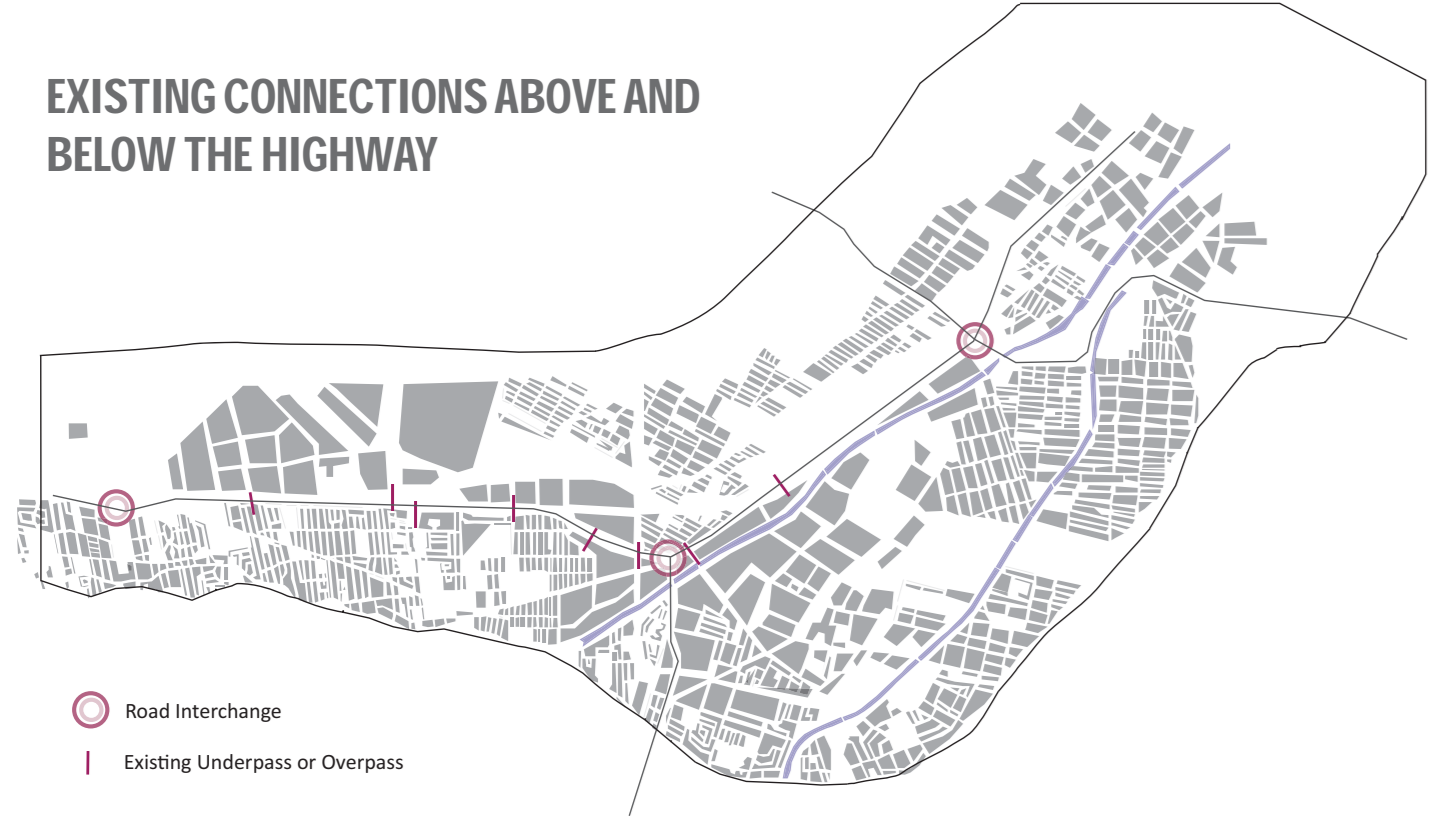 EXISTING CONNECTIONS ABOVE AND
BELOW THE HIGHWAY
Road Interchange
Existing Underpass or Overpass